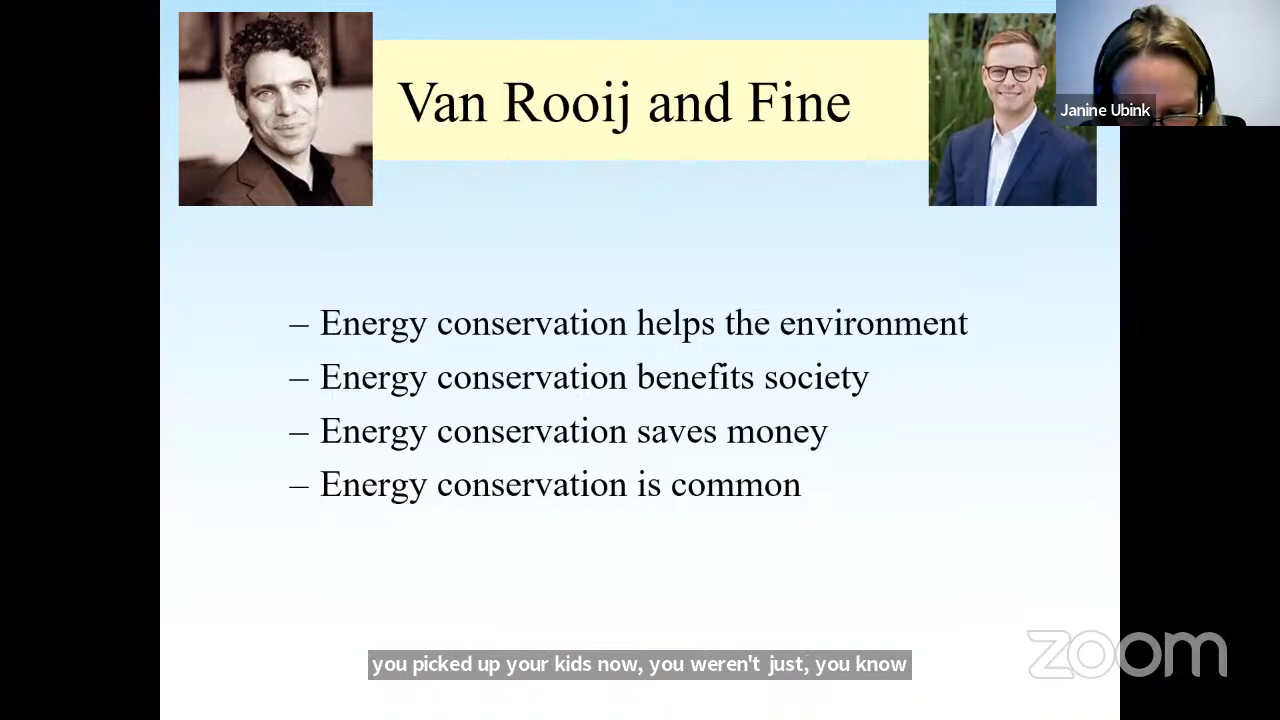 Van Rooij and Fine
Janine Ubink
– Energy conservation helps the environment
– Energy conservation benefits society
– Energy conservation saves money
– Energy conservation is common
you picked up your kids now, you weren't just, you know
zoom